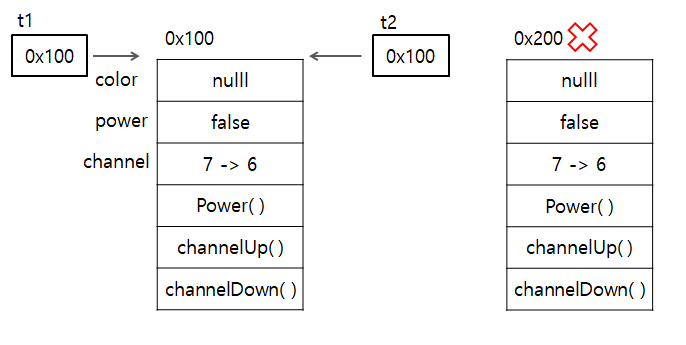 t1
0x100
0x100
color
power
channel
nulll
false
7 -> 6
Power( )
channelUp( )
channelDown( )
t2
0x100
0x200
nulll
false
7 -> 6
Power( )
channelUp( )
channelDown( )